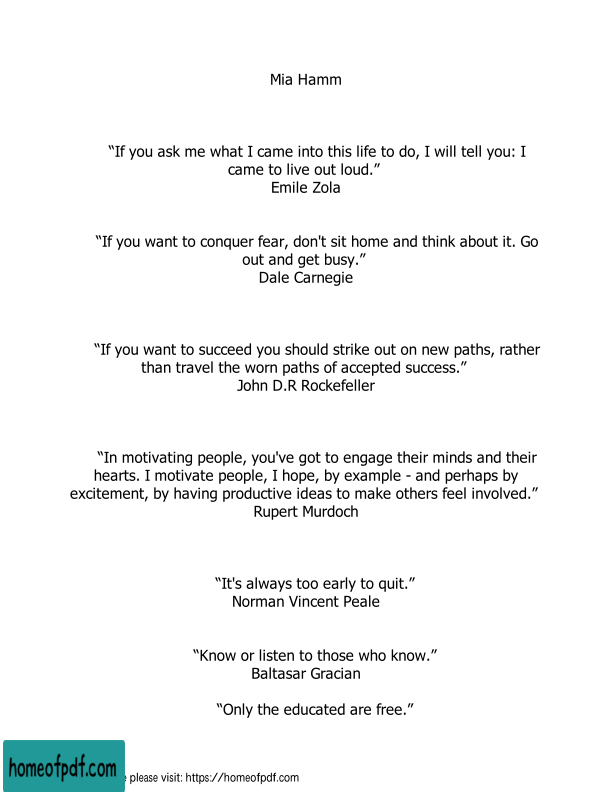 Mia Hamm
“If you ask me what I came into this life to do, I will tell you: I
came to live out loud.”
Emile Zola
“If you want to conquer fear, don't sit home and think about it. Go
out and get busy.”
Dale Carnegie
“If you want to succeed you should strike out on new paths, rather
than travel the worn paths of accepted success.”
John D.R Rockefeller
“In motivating people, you've got to engage their minds and their
hearts. I motivate people, I hope, by example - and perhaps by
excitement, by having productive ideas to make others feel involved.”
Rupert Murdoch
“It's always too early to quit.”
Norman Vincent Peale
“Know or listen to those who know.”
Baltasar Gracian
“Only the educated are free.”
homeofpdf.com
please visit: https://homeofpdf.com